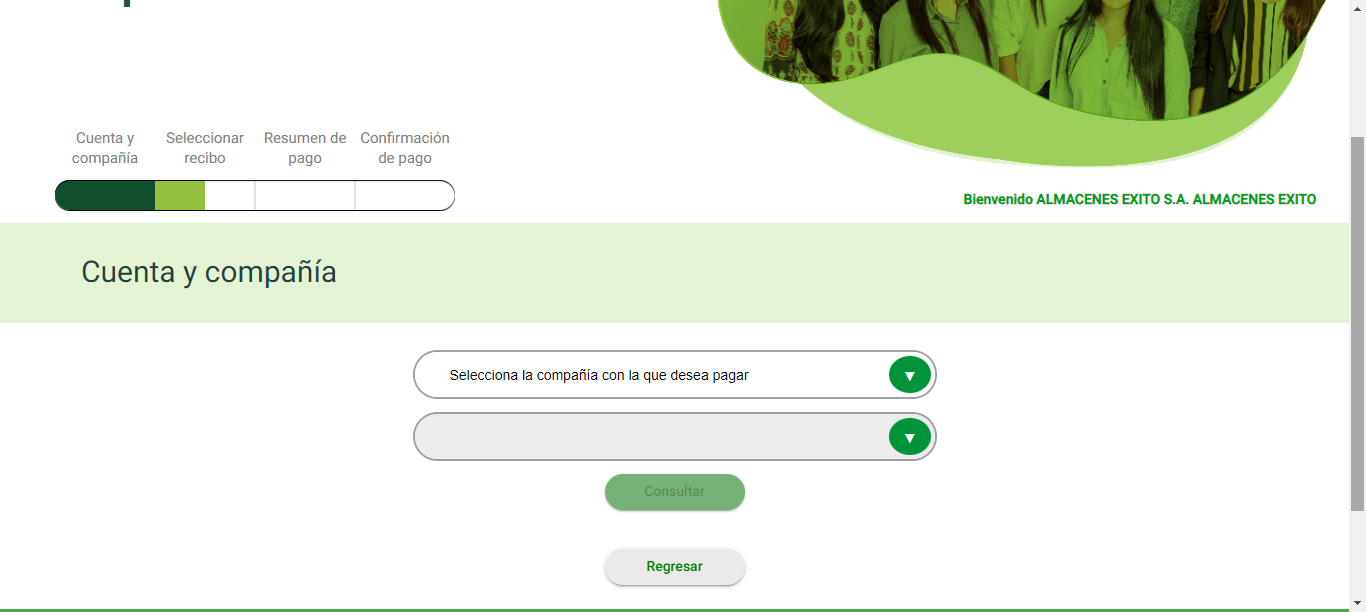 Cuenta y compañía
Seleccionar recibo
Resumen de pago
Confirmación de pago
Bienvenido ALMACENES EXITO S.A. ALMACENES EXITO
Cuenta y compañía
Selecciona la compañía con la que desea pagar
Consultar
Regresar